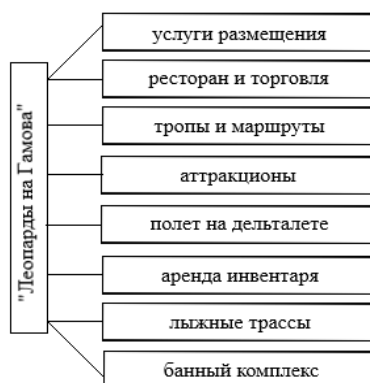 "Леопарды на Гамова"
услуги размещения
ресторан и торговля
тропы и маршруты
аттракционы
полет на дельталете
аренда инвентаря
лыжные трассы
банный комплекс